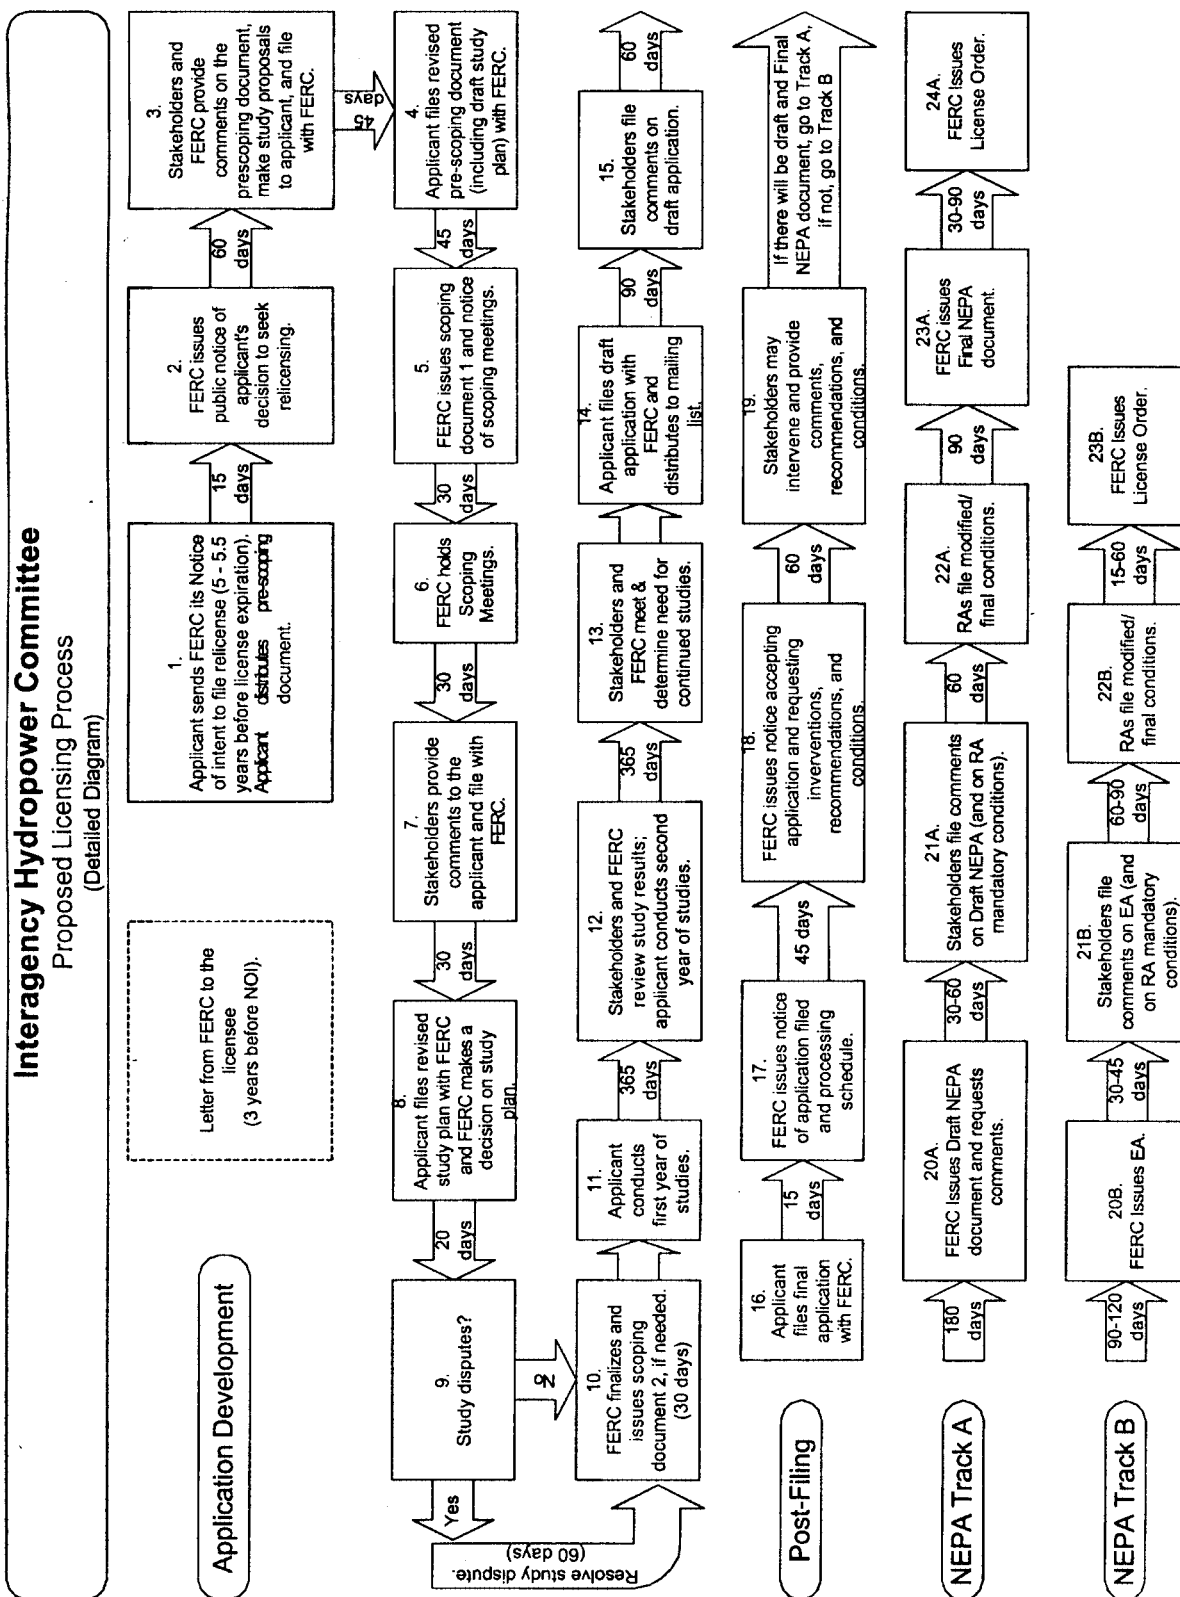 Interagency Hydropower Committee
Proposed Licensing Process
(Detailed Diagram)
Application Development
Letter from FERC to the
licensee
(3 years before NOI).
1.
Applicant sends FERC its Notice
of intent to file relicense (5 - 5.5
years before license expiration).
Applicant distributes pre-scoping
document.
15
days
2.
FERC issues
public notice of
applicant's
decision to seek
relicensing.
60
days
3.
Stakeholders and
FERC provide
comments on the
prescoping document,
make study proposals
to applicant, and file
with FERC.
45
days
4.
Applicant files revised
pre-scoping document
(including draft study
plan) with FERC.
45
days
5.
FERC issues scoping
document 1 and notice
of scoping meetings.
30
days
6.
FERC holds
Scoping
Meetings.
30
days
7.
Stakeholders provide
comments to the
applicant and file with
FERC.
30
days
8.
Applicant files revised
study plan with FERC
and FERC makes a
decision on study
plan.
20
days
9.
Study disputes?
Yes
Resolve study dispute.
(60 days)
No
10.
FERC finalizes and
issues scoping
document 2, if needed.
(30 days)
11.
Applicant
conducts
first year of
studies.
365
days
12.
Stakeholders and FERC
review study results;
applicant conducts second
year of studies.
365
days
13.
Stakeholders and
FERC meet &
determine need for
continued studies.
14.
Applicant files draft
application with
FERC and
distributes to mailing
list.
90
days
15.
Stakeholders file
comments on
draft application.
60
days
Post-Filing
16.
Applicant
files final
application
with FERC.
15
days
17.
FERC issues notice
of application filed
and processing
schedule.
45 days
18.
FERC issues notice accepting
application and requesting
inverventions,
recommendations, and
conditions.
60
days
19.
Stakeholders may
intervene and provide
comments,
recommendations, and
conditions.
If there will be draft and Final
NEPA document, go to Track A,
if not, go to Track B
NEPA Track A
180
days
20A.
FERC Issues Draft NEPA
document and requests
comments.
30-60
days
21A.
Stakeholders file comments
on Draft NEPA (and on RA
mandatory conditions).
60
days
22A.
RAs file modified/
final conditions.
90
days
23A.
FERC issues
Final NEPA
document.
30-90
days
24A.
FERC Issues
License Order.
NEPA Track B
90-120
days
20B.
FERC Issues EA.
30-45
days
21B.
Stakeholders file
comments on EA (and
on RA mandatory
conditions).
60-90
days
22B.
RAs file modified/
final conditions.
15-60
days
23B.
FERC Issues
License Order.